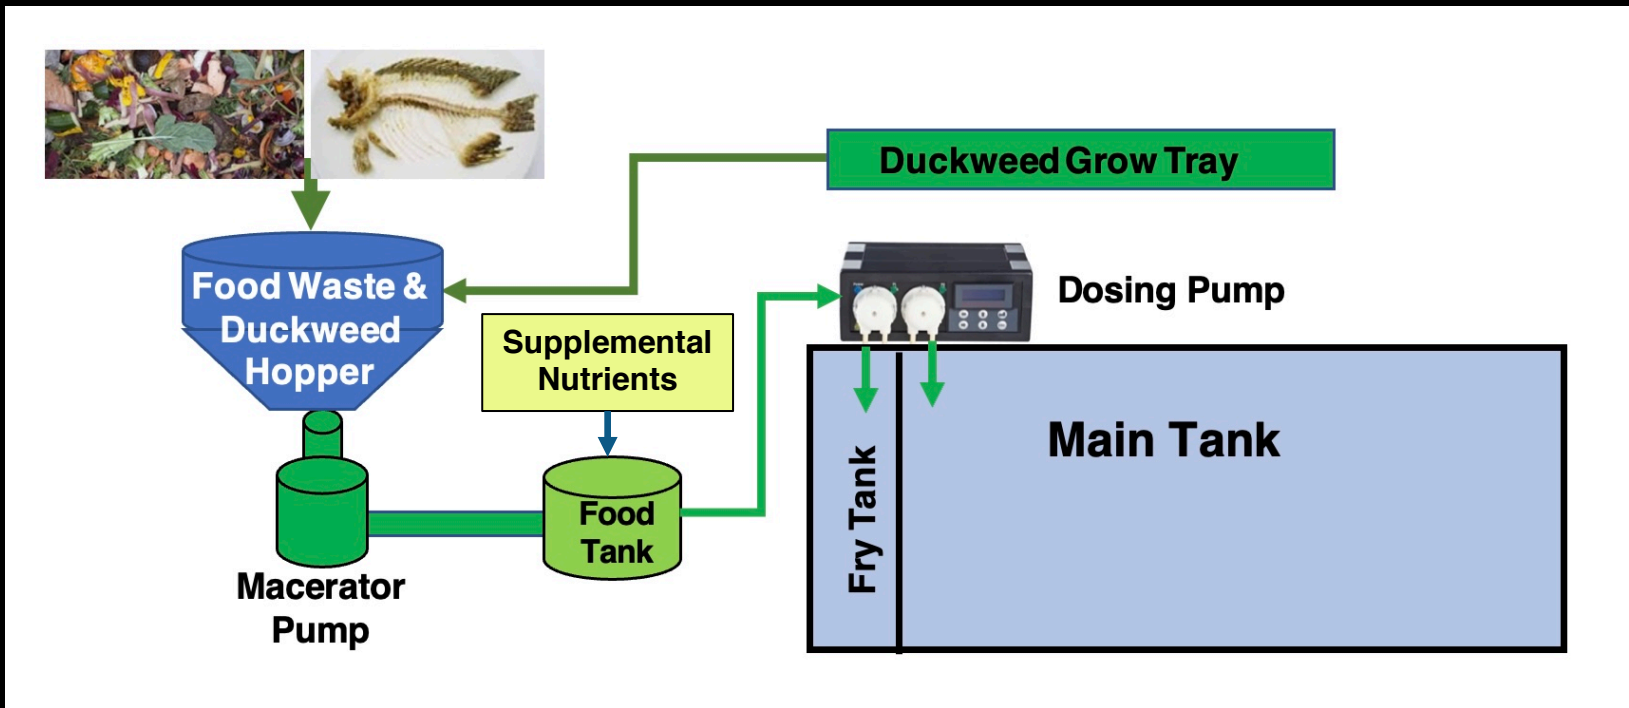 Duckweed Grow Tray
Food Waste &
Duckweed
Hopper
Dosing Pump
Supplemental
Nutrients
Main Tank
Fry Tank
Food
Tank
Macerator
Pump